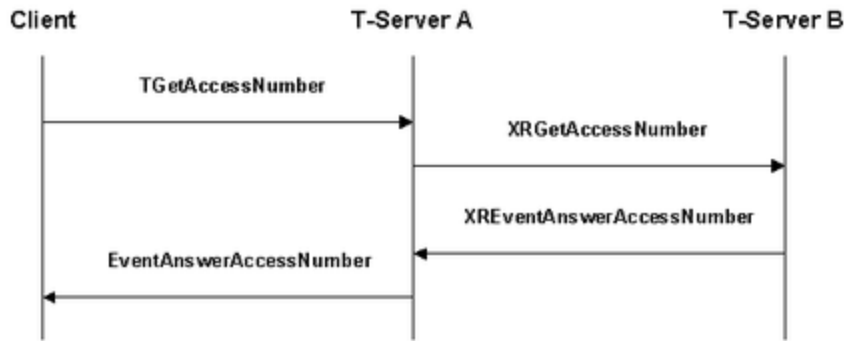 Client T-Server A T-Server B
TGetAccessNumber
XRGetAccessNumber
XREventAnswerAccessNumber
EventAnswerAccessNumber